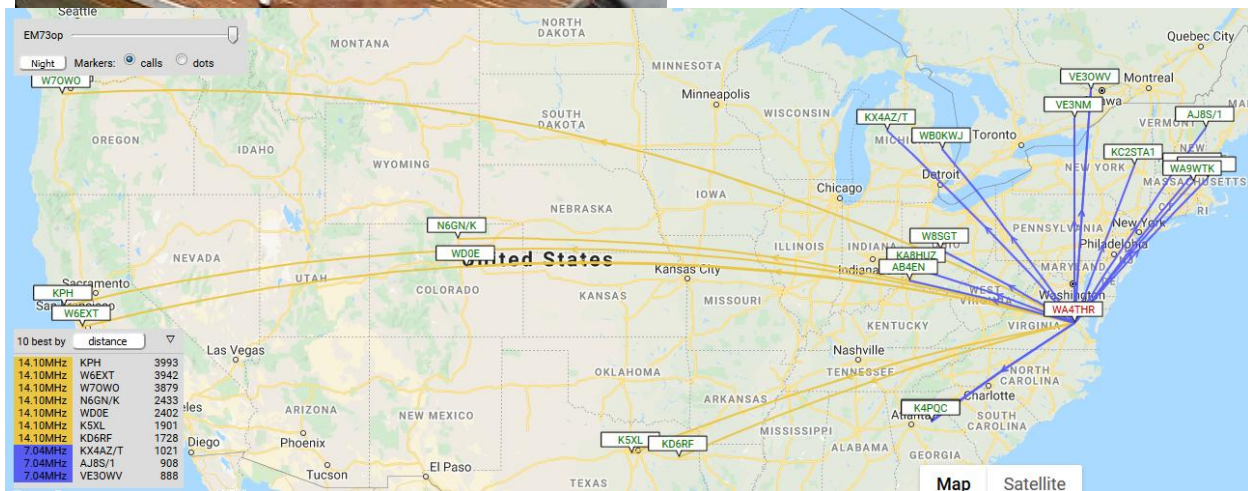 Seattle
EM73op
Night Markers: calls dots
W7OWO
MONTANA
NORTH
DAKOTA
MINNESOTA
Minneapolis
SOUTH
DAKOTA
WISCONSIN
OREGON
IDAHO
WYOMING
IOWA
Chicago
NEBRASKA
N6GN/K
WD0E
United States
NEVADA
UTAH
COLORADO
KANSAS
Kansas City
MISSOURI
ILLINOIS
INDIANA
Sacramento
KPH
W6EXT
KX4AZ/T
WB0KWJ
Toronto
Detroit
VE3OWV
Montreal
Quebec City
VE3NM
VERMONT
AJ8S/1
KC2STA1
NEW YORK
NEW
WA9WTK
MASSACHUSETTS
CT
RI
New York
PENNSYLVANIA
Philadelphia
NJ
MARYLAND
W8SGT
KA8HUZ
AB4EN
WEST
VIRGINIA
Washington
WA4THR
VIRGINIA
KENTUCKY
Nashville
TENNESSEE
NORTH
CAROLINA
Charlotte
SOUTH
CAROLINA
K4PQC
Atlanta
GEORGIA
ALABAMA
MISSISSIPPI
ARKANSAS
OKLAHOMA
K5XL
KD6RF
TEXAS
El Paso
NEW MEXICO
ARIZONA
Phoenix
Tucson
Las Vegas
Diego
10 best by distance ▽
14.10MHz KPH 3993
14.10MHz W6EXT 3942
14.10MHz W7OWO 3879
14.10MHz N6GN/K 2433
14.10MHz WD0E 2402
14.10MHz K5XL 1901
14.10MHz KD6RF 1728
7.04MHz KX4AZ/T 1021
7.04MHz AJ8S/1 908
7.04MHz VE3OWV 888
Map Satellite